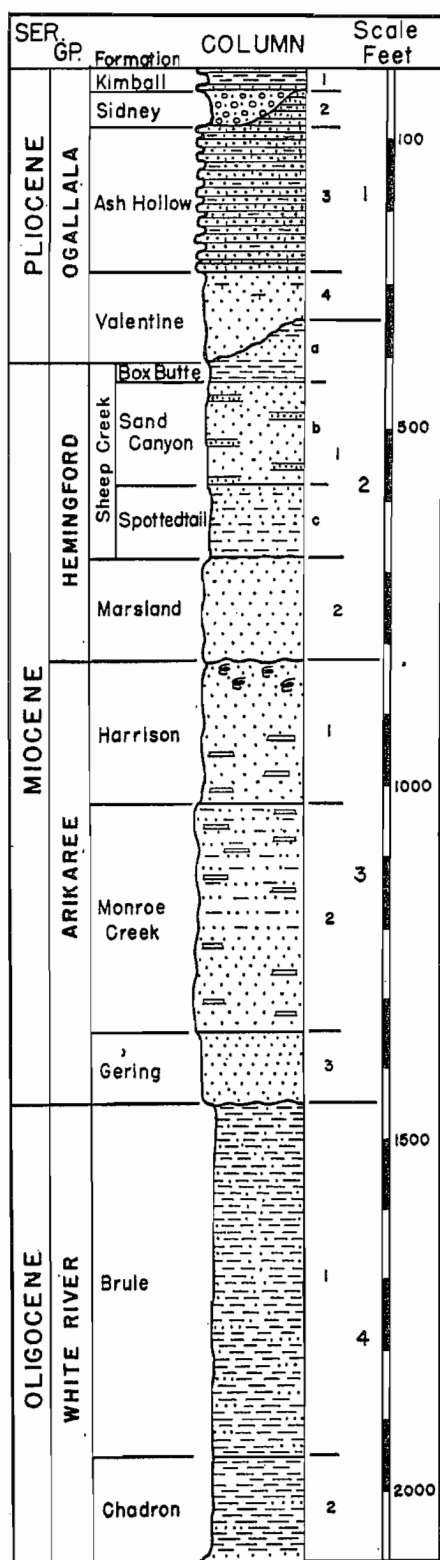 SER.
GP.
Formation
COLUMN
Scale
Feet
PLIOCENE
OGALLALA
Kimball
1
Sidney
2
100
Ash Hollow
3
1
Valentine
4
a
MIOCENE
HEMINGFORD
Sheep Creek
Box Butte
Sand
Canyon
b
500
1
2
Spottedtail
c
Marsland
2
ARIKAREE
Harrison
1
1000
3
Monroe
Creek
2
Gering
3
OLIGOCENE
WHITE RIVER
1500
Brule
1
4
Chadron
2
2000